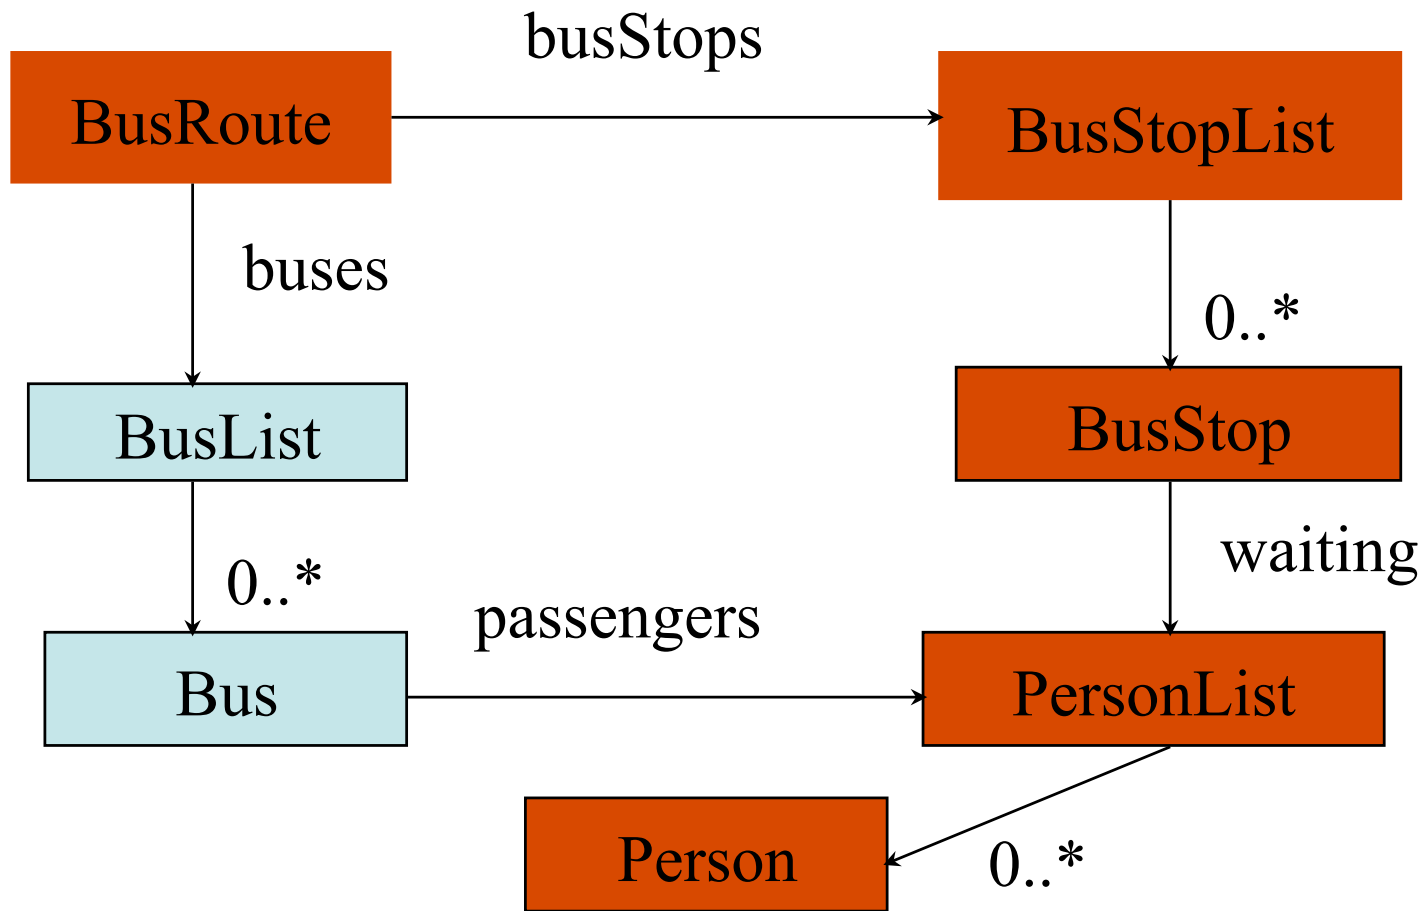 busStops
BusRoute
BusStopList
buses
0..*
BusList
BusStop
waiting
0..*
passengers
Bus
PersonList
Person
0..*